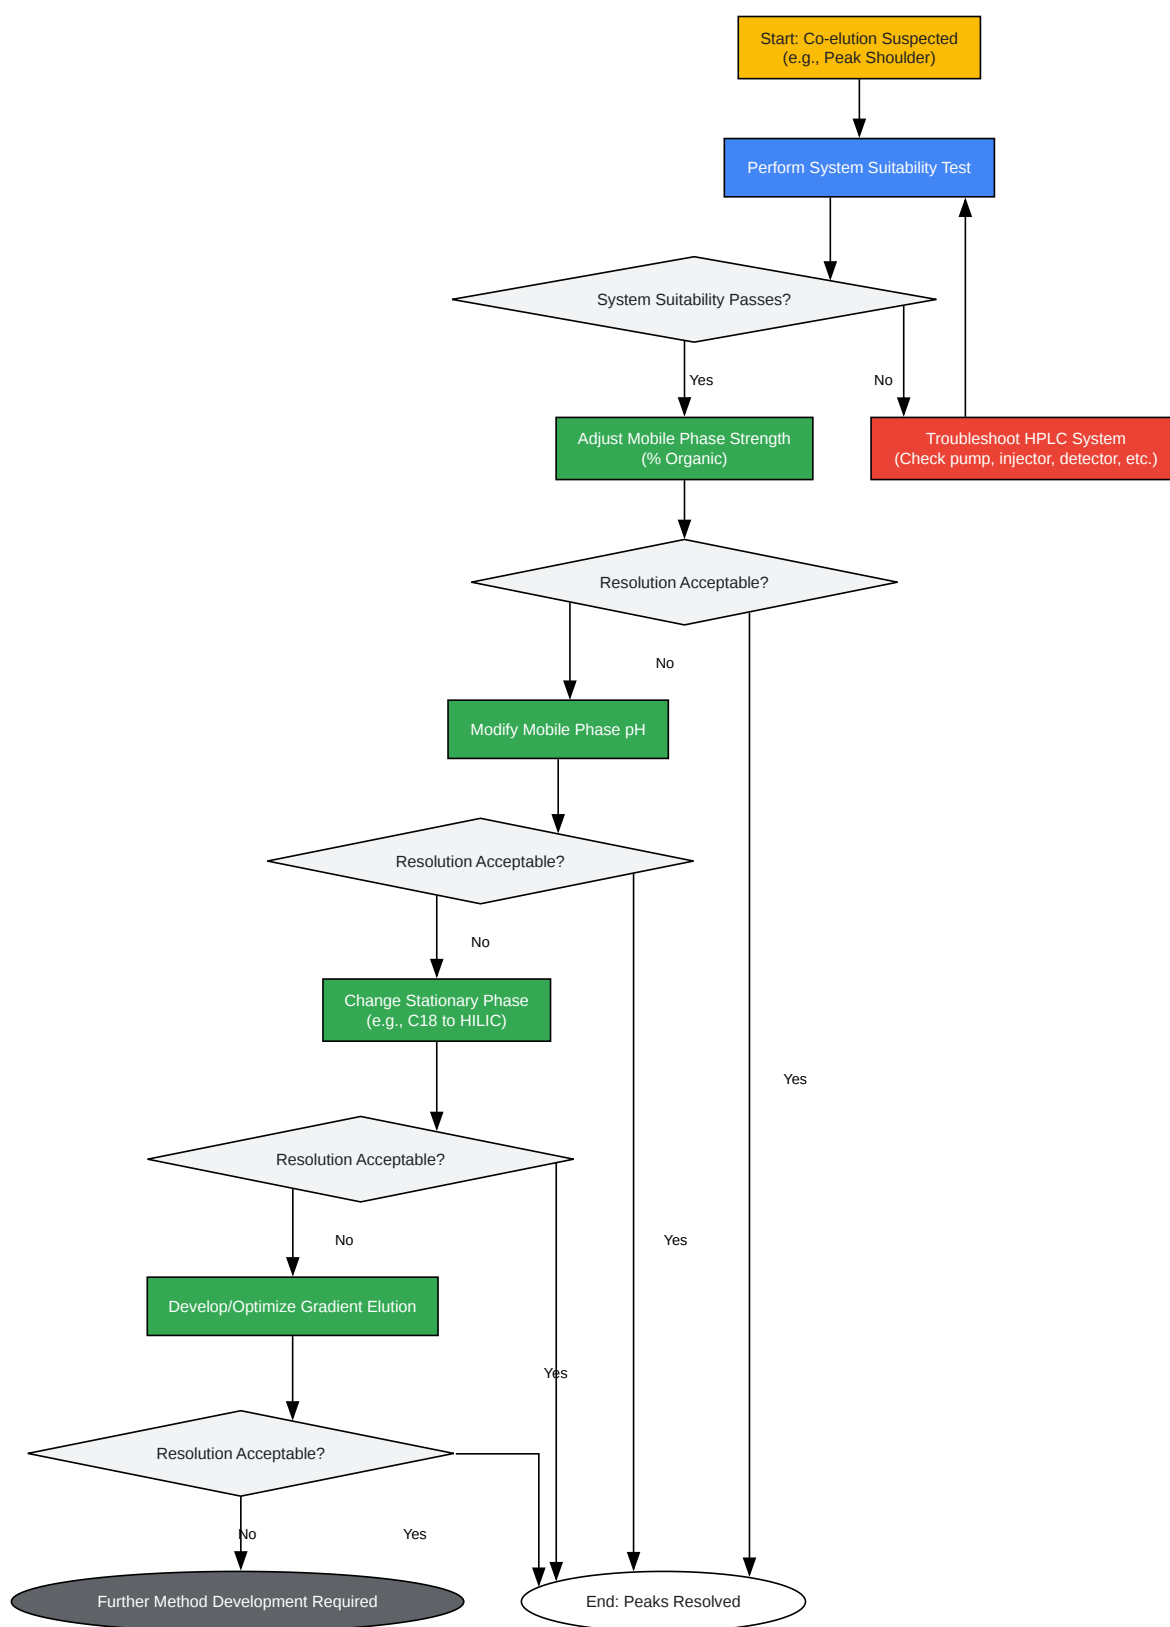 Start: Co-elution Suspected
(e.g., Peak Shoulder)
Perform System Suitability Test
System Suitability Passes?
Yes
No
Adjust Mobile Phase Strength
(% Organic)
Troubleshoot HPLC System
(Check pump, injector, detector, etc.)
Resolution Acceptable?
No
Modify Mobile Phase pH
Resolution Acceptable?
No
Change Stationary Phase
(e.g., C18 to HILIC)
Yes
Resolution Acceptable?
No
Yes
Develop/Optimize Gradient Elution
Yes
Resolution Acceptable?
No
Yes
Further Method Development Required
End: Peaks Resolved